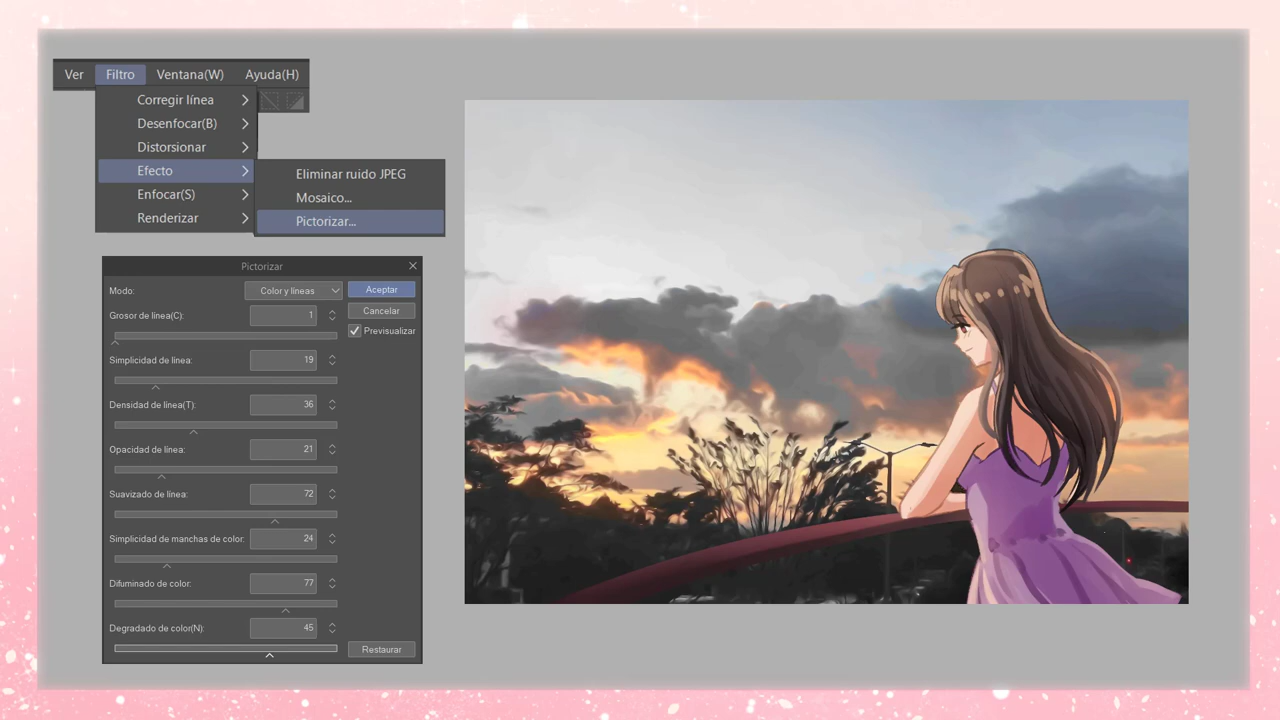 Ver Filtro Ventana(W) Ayuda(H)
Corregir línea
Desenfocar(B)
Distorsionar
Efecto
Enfocar(S)
Renderizar
Eliminar ruido JPEG
Mosaico...
Pictorizar...
Pictorizar
Modo: Color y líneas Aceptar
Grosor de línea(C): 1 Cancelar
Previsualizar
Simplicidad de línea: 19
Densidad de línea(T): 36
Opacidad de línea: 21
Suavizado de línea: 72
Simplicidad de manchas de color: 24
Difuminado de color: 77
Degradado de color(N): 45
Restaurar